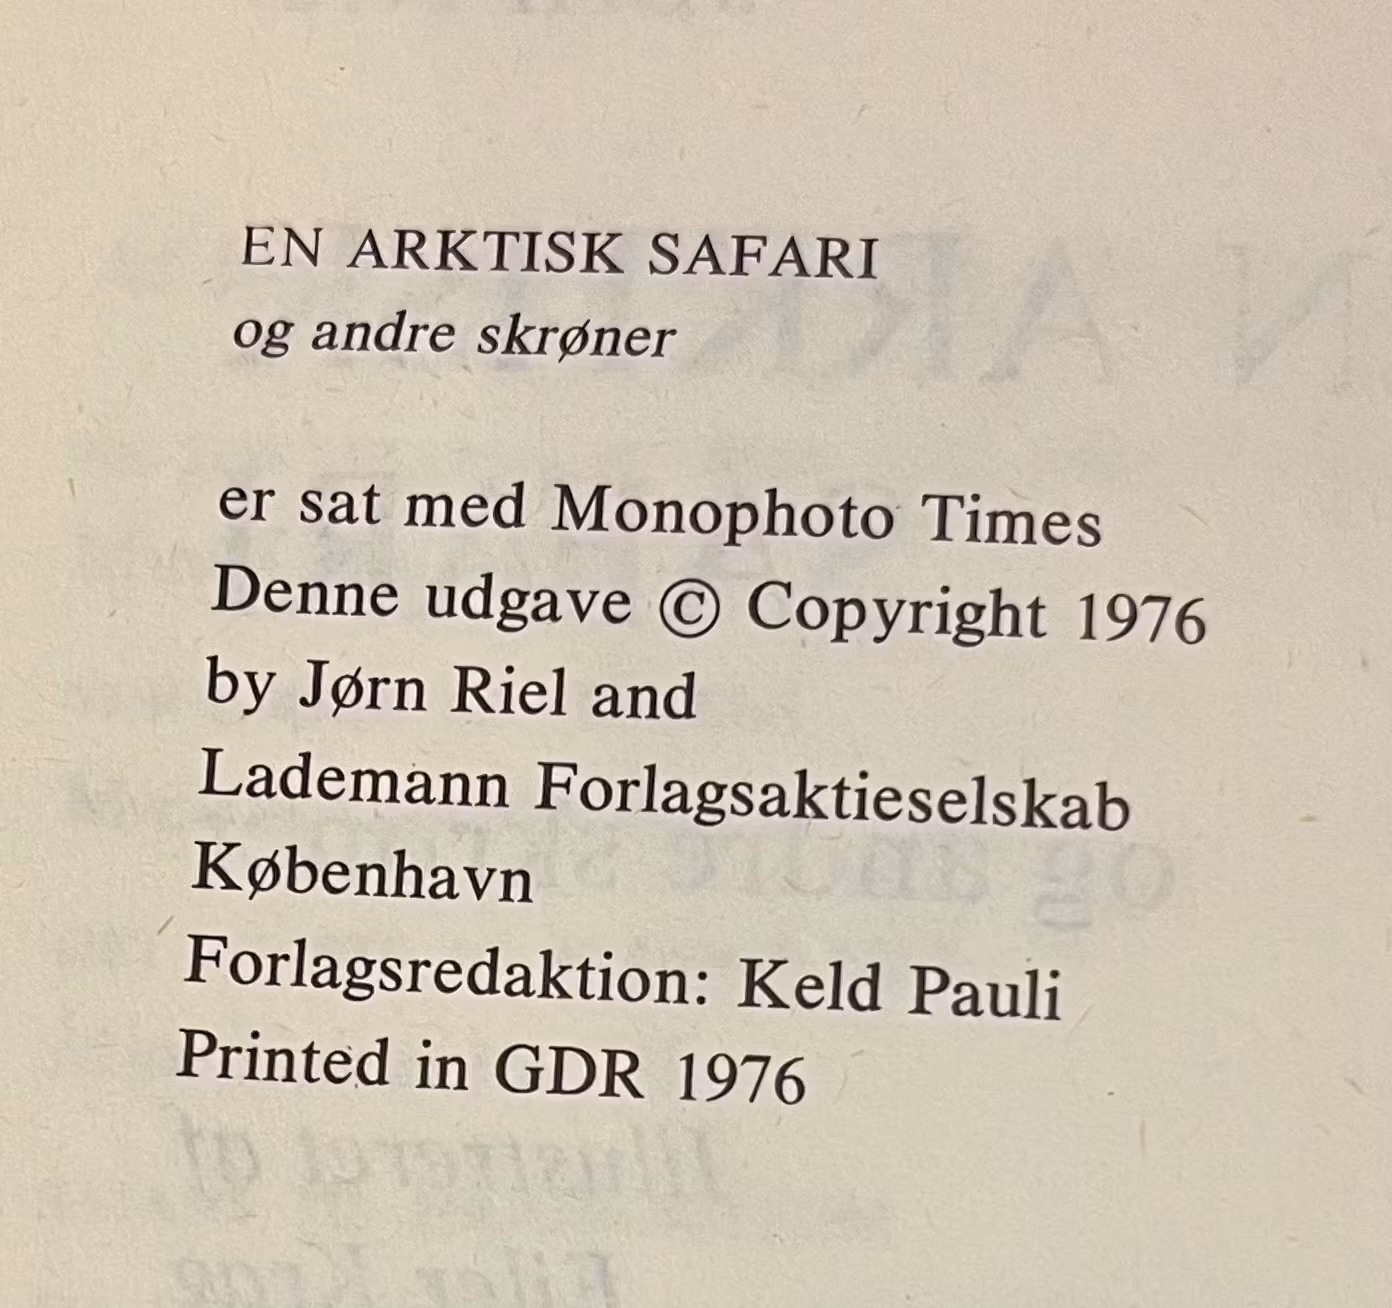 EN ARKTISK SAFARI
og andre skrøner
er sat med Monophoto Times
Denne udgave © Copyright 1976
by Jørn Riel and
Lademann Forlagsaktieselskab
København
Forlagsredaktion: Keld Pauli
Printed in GDR 1976